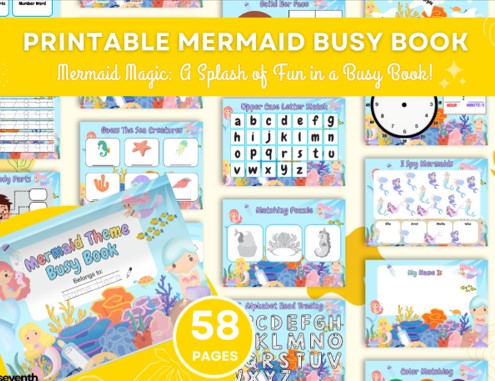 Number Word
Build Her Face
PRINTABLE MERMAID BUSY BOOK
Mermaid Magic: A Splash of Fun in a Busy Book!
Guess The Sea Creatures
Upper Case Letter Match
a b c d e f g
h i j k l m n
o p q r s t u
v w x y z
HOUR
MINUTES
I Spy Mermaids
Body Parts
Matching Puzzle
Mermaid Theme
Busy Book
Belongs to:
My Name Is
58
PAGES
Alphabet Road Tracing
C D E F G H
K L M N O
R S T U V
X Y Z
Color Matching
seventh